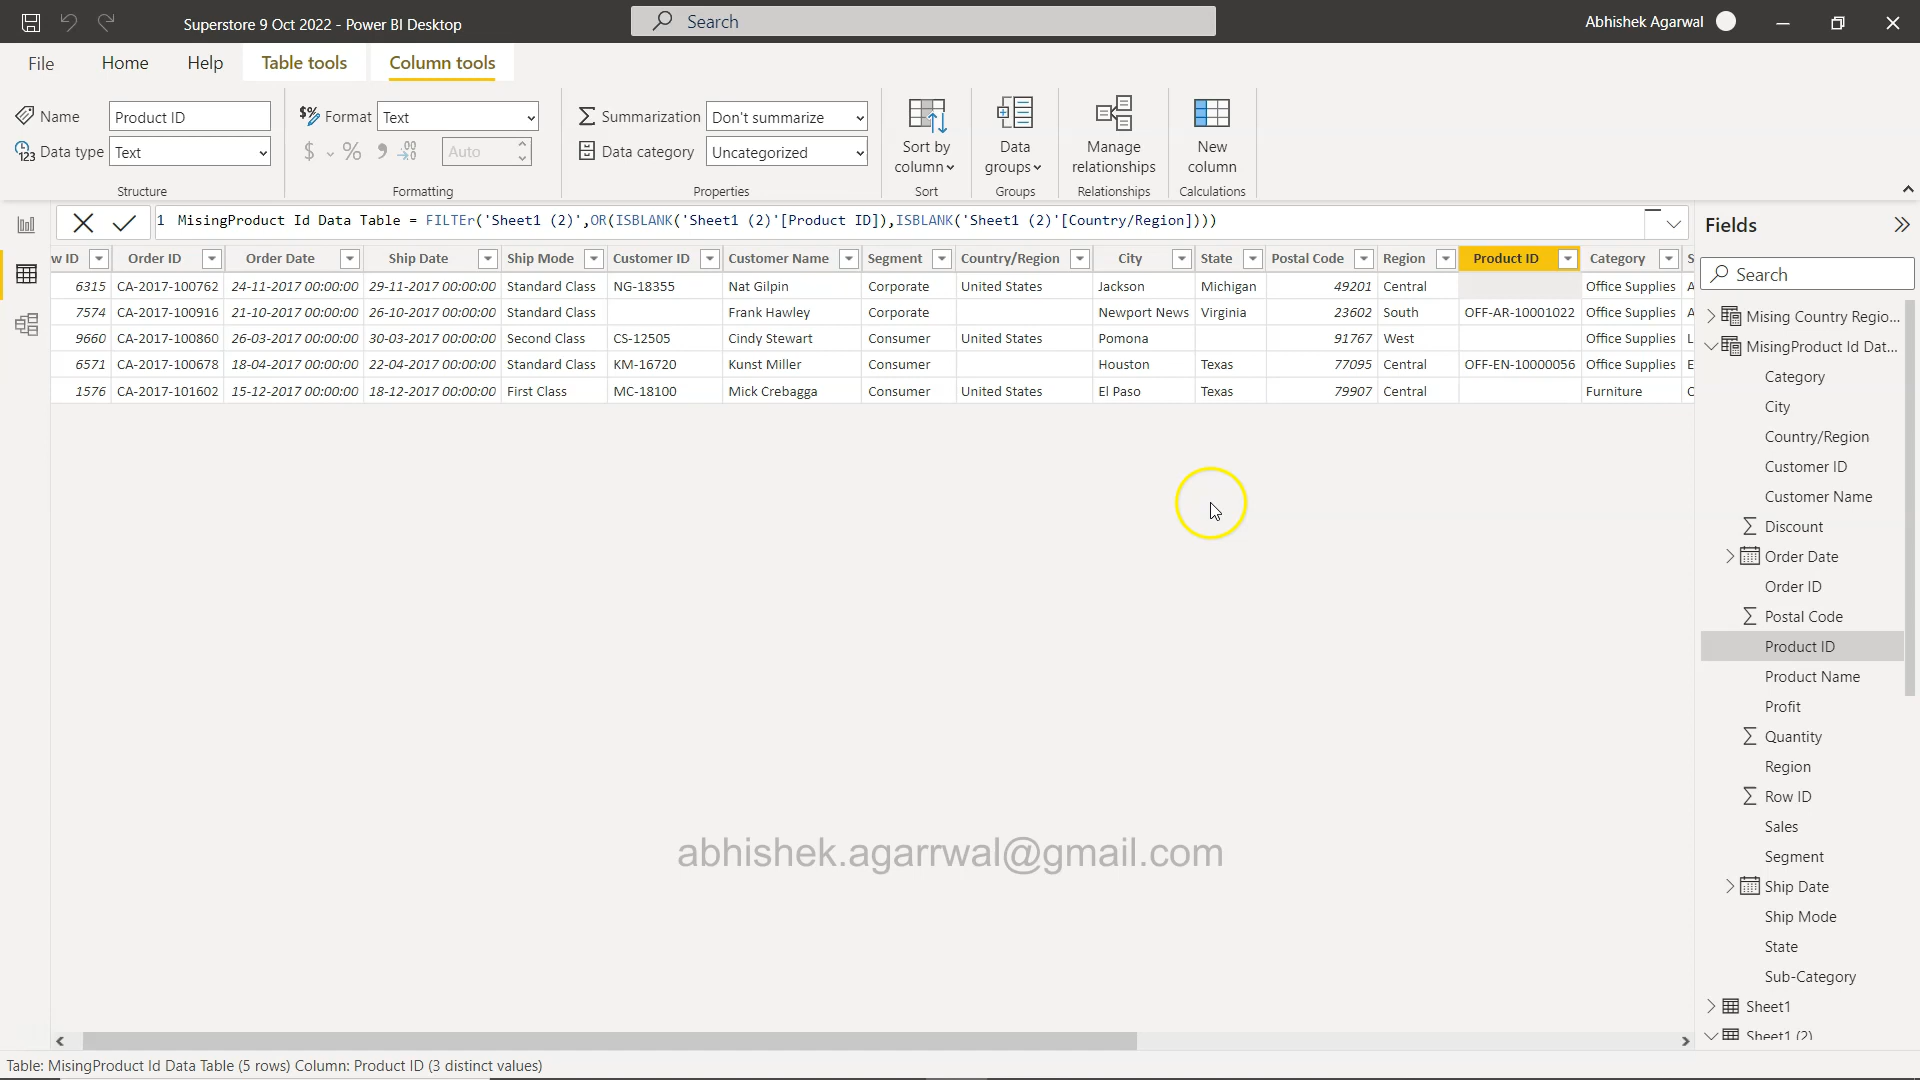 Superstore 9 Oct 2022 - Power BI Desktop
Search
Abhishek Agarwal
File Home Help Table tools Column tools
Name Product ID $% Format Text Summarization Don't summarize
123 Data type Text $ % Auto Data category Uncategorized
Sort by column Data groups Manage relationships New column
Structure Formatting Properties Sort Groups Relationships Calculations
1 MisingProduct Id Data Table = FILTEr('Sheet1 (2)',OR(ISBLANK('Sheet1 (2)'[Product ID]),ISBLANK('Sheet1 (2)'[Country/Region])))
w ID Order ID Order Date Ship Date Ship Mode Customer ID Customer Name Segment Country/Region City State Postal Code Region Product ID Category S
6315 CA-2017-100762 24-11-2017 00:00:00 29-11-2017 00:00:00 Standard Class NG-18355 Nat Gilpin Corporate United States Jackson Michigan 49201 Central Office Supplies A
7574 CA-2017-100916 21-10-2017 00:00:00 26-10-2017 00:00:00 Standard Class Frank Hawley Corporate Newport News Virginia 23602 South OFF-AR-10001022 Office Supplies A
9660 CA-2017-100860 26-03-2017 00:00:00 30-03-2017 00:00:00 Second Class CS-12505 Cindy Stewart Consumer United States Pomona 91767 West Office Supplies L
6571 CA-2017-100678 18-04-2017 00:00:00 22-04-2017 00:00:00 Standard Class KM-16720 Kunst Miller Consumer Houston Texas 77095 Central OFF-EN-10000056 Office Supplies E
1576 CA-2017-101602 15-12-2017 00:00:00 18-12-2017 00:00:00 First Class MC-18100 Mick Crebagga Consumer United States El Paso Texas 79907 Central Furniture C
abhishek.agarrwal@gmail.com
Fields
Search
Mising Country Regio...
MisingProduct Id Dat...
Category
City
Country/Region
Customer ID
Customer Name
Discount
Order Date
Order ID
Postal Code
Product ID
Product Name
Profit
Quantity
Region
Row ID
Sales
Segment
Ship Date
Ship Mode
State
Sub-Category
Sheet1
Sheet1 (2)
Table: MisingProduct Id Data Table (5 rows) Column: Product ID (3 distinct values)